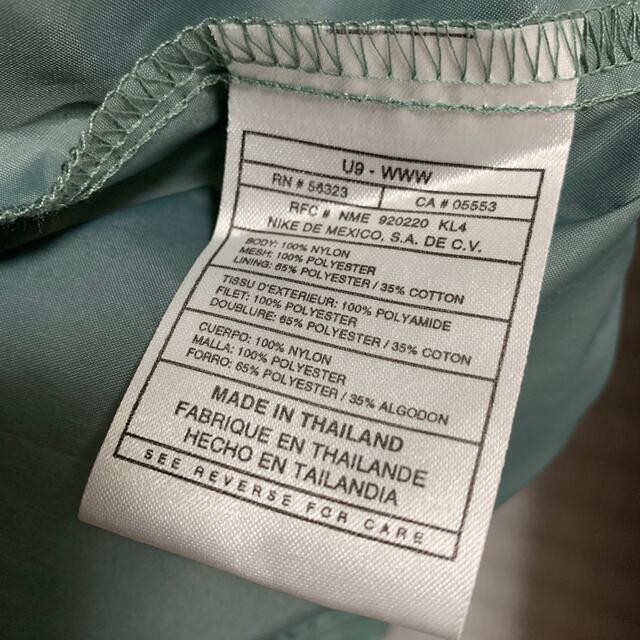 U9 - WWW
RN # 56323 CA # 05553
RFC # NME 920220 KL4
NIKE DE MEXICO, S.A. DE C.V.
BODY: 100% NYLON
MESH: 100% POLYESTER
LINING: 65% POLYESTER / 35% COTTON
TISSU D'EXTERIEUR: 100% POLYAMIDE
FILET: 100% POLYESTER
DOUBLURE: 65% POLYESTER / 35% COTON
CUERPO: 100% NYLON
MALLA: 100% POLYESTER
FORRO: 65% POLYESTER / 35% ALGODON
MADE IN THAILAND
FABRIQUE EN THAILANDE
HECHO EN TAILANDIA
SEE REVERSE FOR CARE